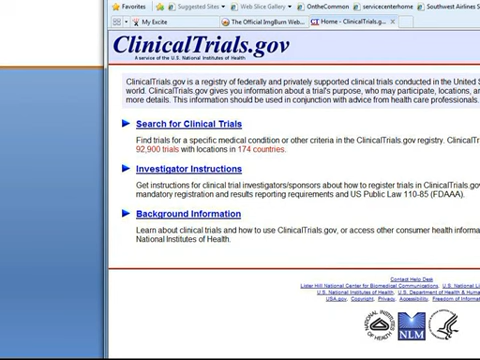 Favorites Suggested Sites Web Slice Gallery OntheCommon servicecenterhome Southwest Airlines
My Excite The Official ImgBurn Web... Home - ClinicalTrials.g...
ClinicalTrials.gov
A service of the U.S. National Institutes of Health
ClinicalTrials.gov is a registry of federally and privately supported clinical trials conducted in the United St
world. ClinicalTrials.gov gives you information about a trial's purpose, who may participate, locations, an
more details. This information should be used in conjunction with advice from health care professionals.
Search for Clinical Trials
Find trials for a specific medical condition or other criteria in the ClinicalTrials.gov registry. ClinicalT
92,900 trials with locations in 174 countries.
Investigator Instructions
Get instructions for clinical trial investigators/sponsors about how to register trials in ClinicalTrials.gov
mandatory registration and results reporting requirements and US Public Law 110-85 (FDAAA).
Background Information
Learn about clinical trials and how to use ClinicalTrials.gov, or access other consumer health informa
National Institutes of Health.
Contact Help Desk
Lister Hill National Center for Biomedical Communications, U.S. National Li
U.S. National Institutes of Health, U.S. Department of Health & Huma
USA.gov, Copyright, Privacy, Accessibility, Freedom of Informat
NLM